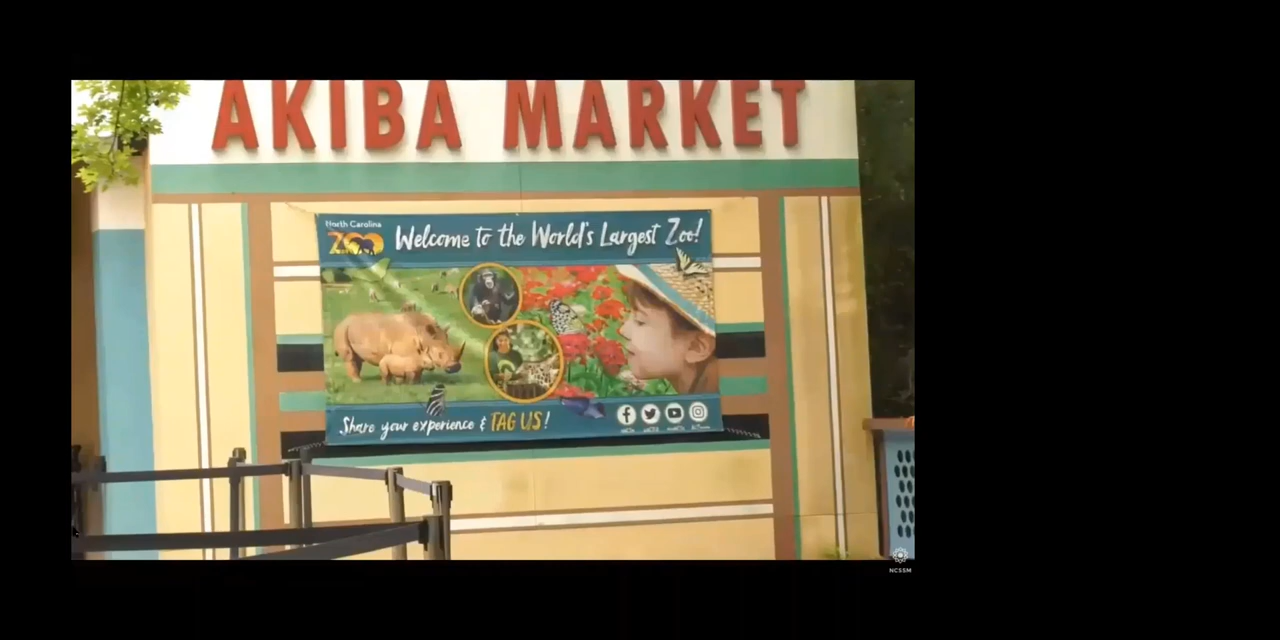 AKIBA MARKET
North Carolina
ZOO
Welcome to the World's Largest Zoo!
Share your experience & TAG US!
NCSSM